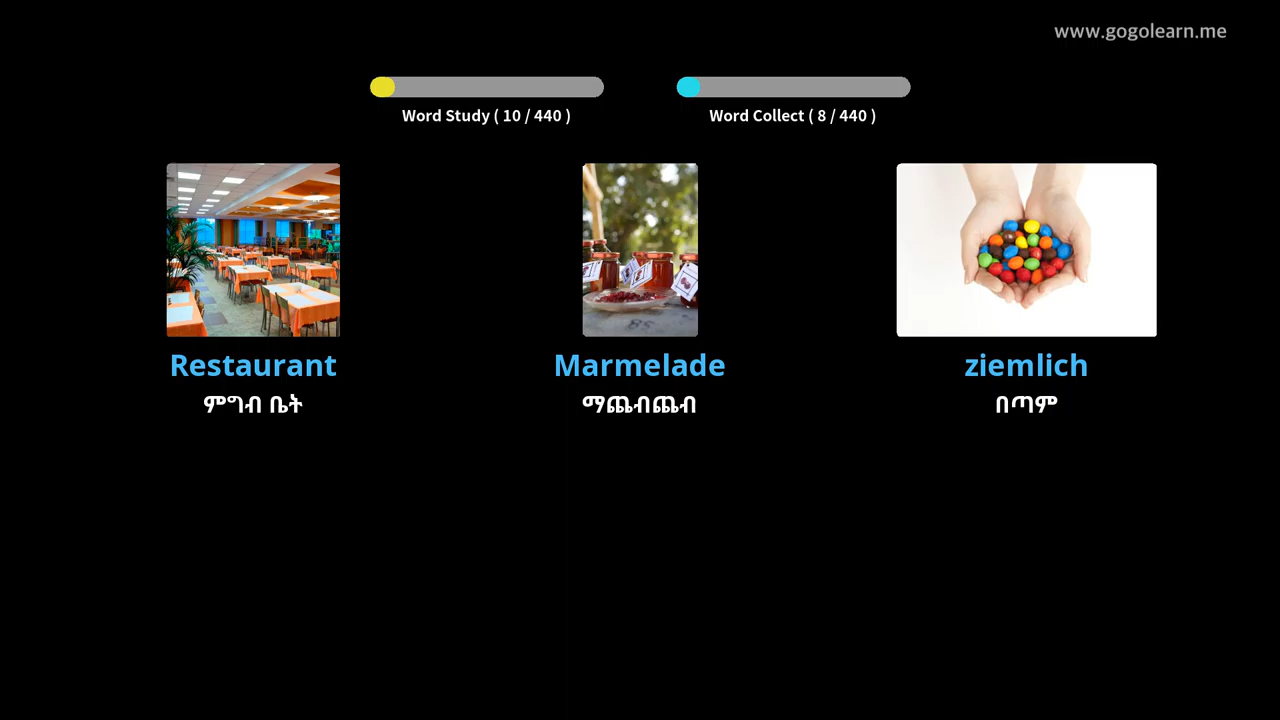 www.gogolearn.me
Word Study ( 10 / 440 )
Word Collect ( 8 / 440 )
Restaurant
ምግብ ቤት
Marmelade
ማጨብጨብ
ziemlich
በጣም